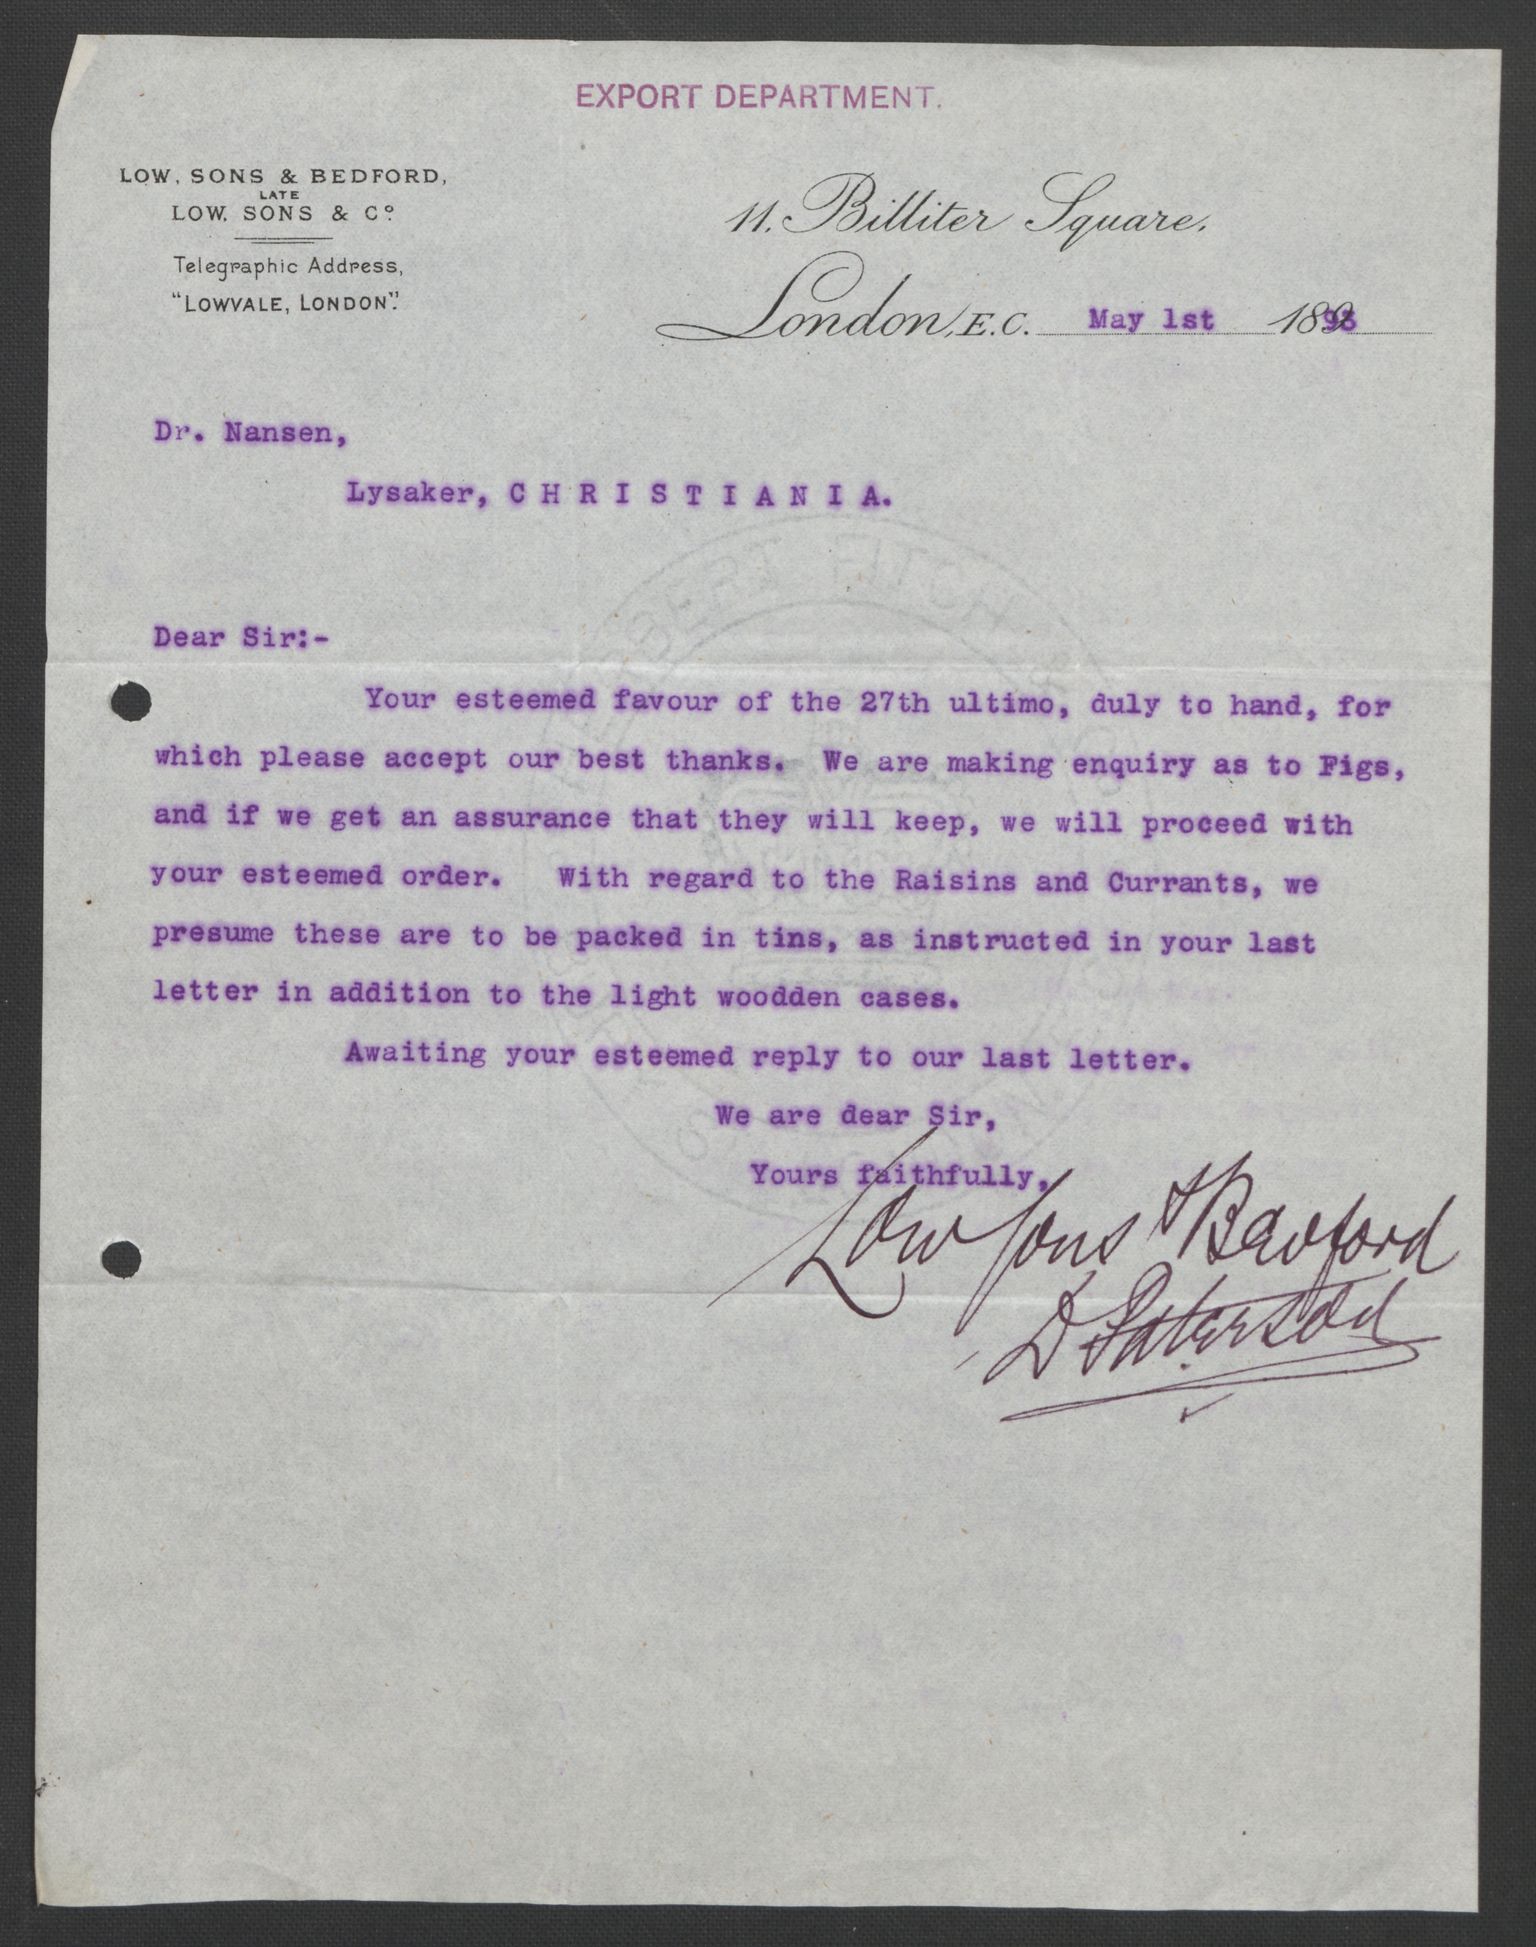 EXPORT DEPARTMENT.
LOW, SONS & BEDFORD,
LATE
LOW, SONS & Cº.
Telegraphic Address,
"LOWVALE, LONDON".
11, Billiter Square,
London, E.C. May 1st 1893
Dr. Nansen,
Lysaker, C H R I S T I A N I A.
Dear Sir:-
Your esteemed favour of the 27th ultimo, duly to hand, for
which please accept our best thanks. We are making enquiry as to Figs,
and if we get an assurance that they will keep, we will proceed with
your esteemed order. With regard to the Raisins and Currants, we
presume these are to be packed in tins, as instructed in your last
letter in addition to the light woodden cases.
Awaiting your esteemed reply to our last letter.
We are dear Sir,
Yours faithfully,
Low Sons & Bedford
D Paterson